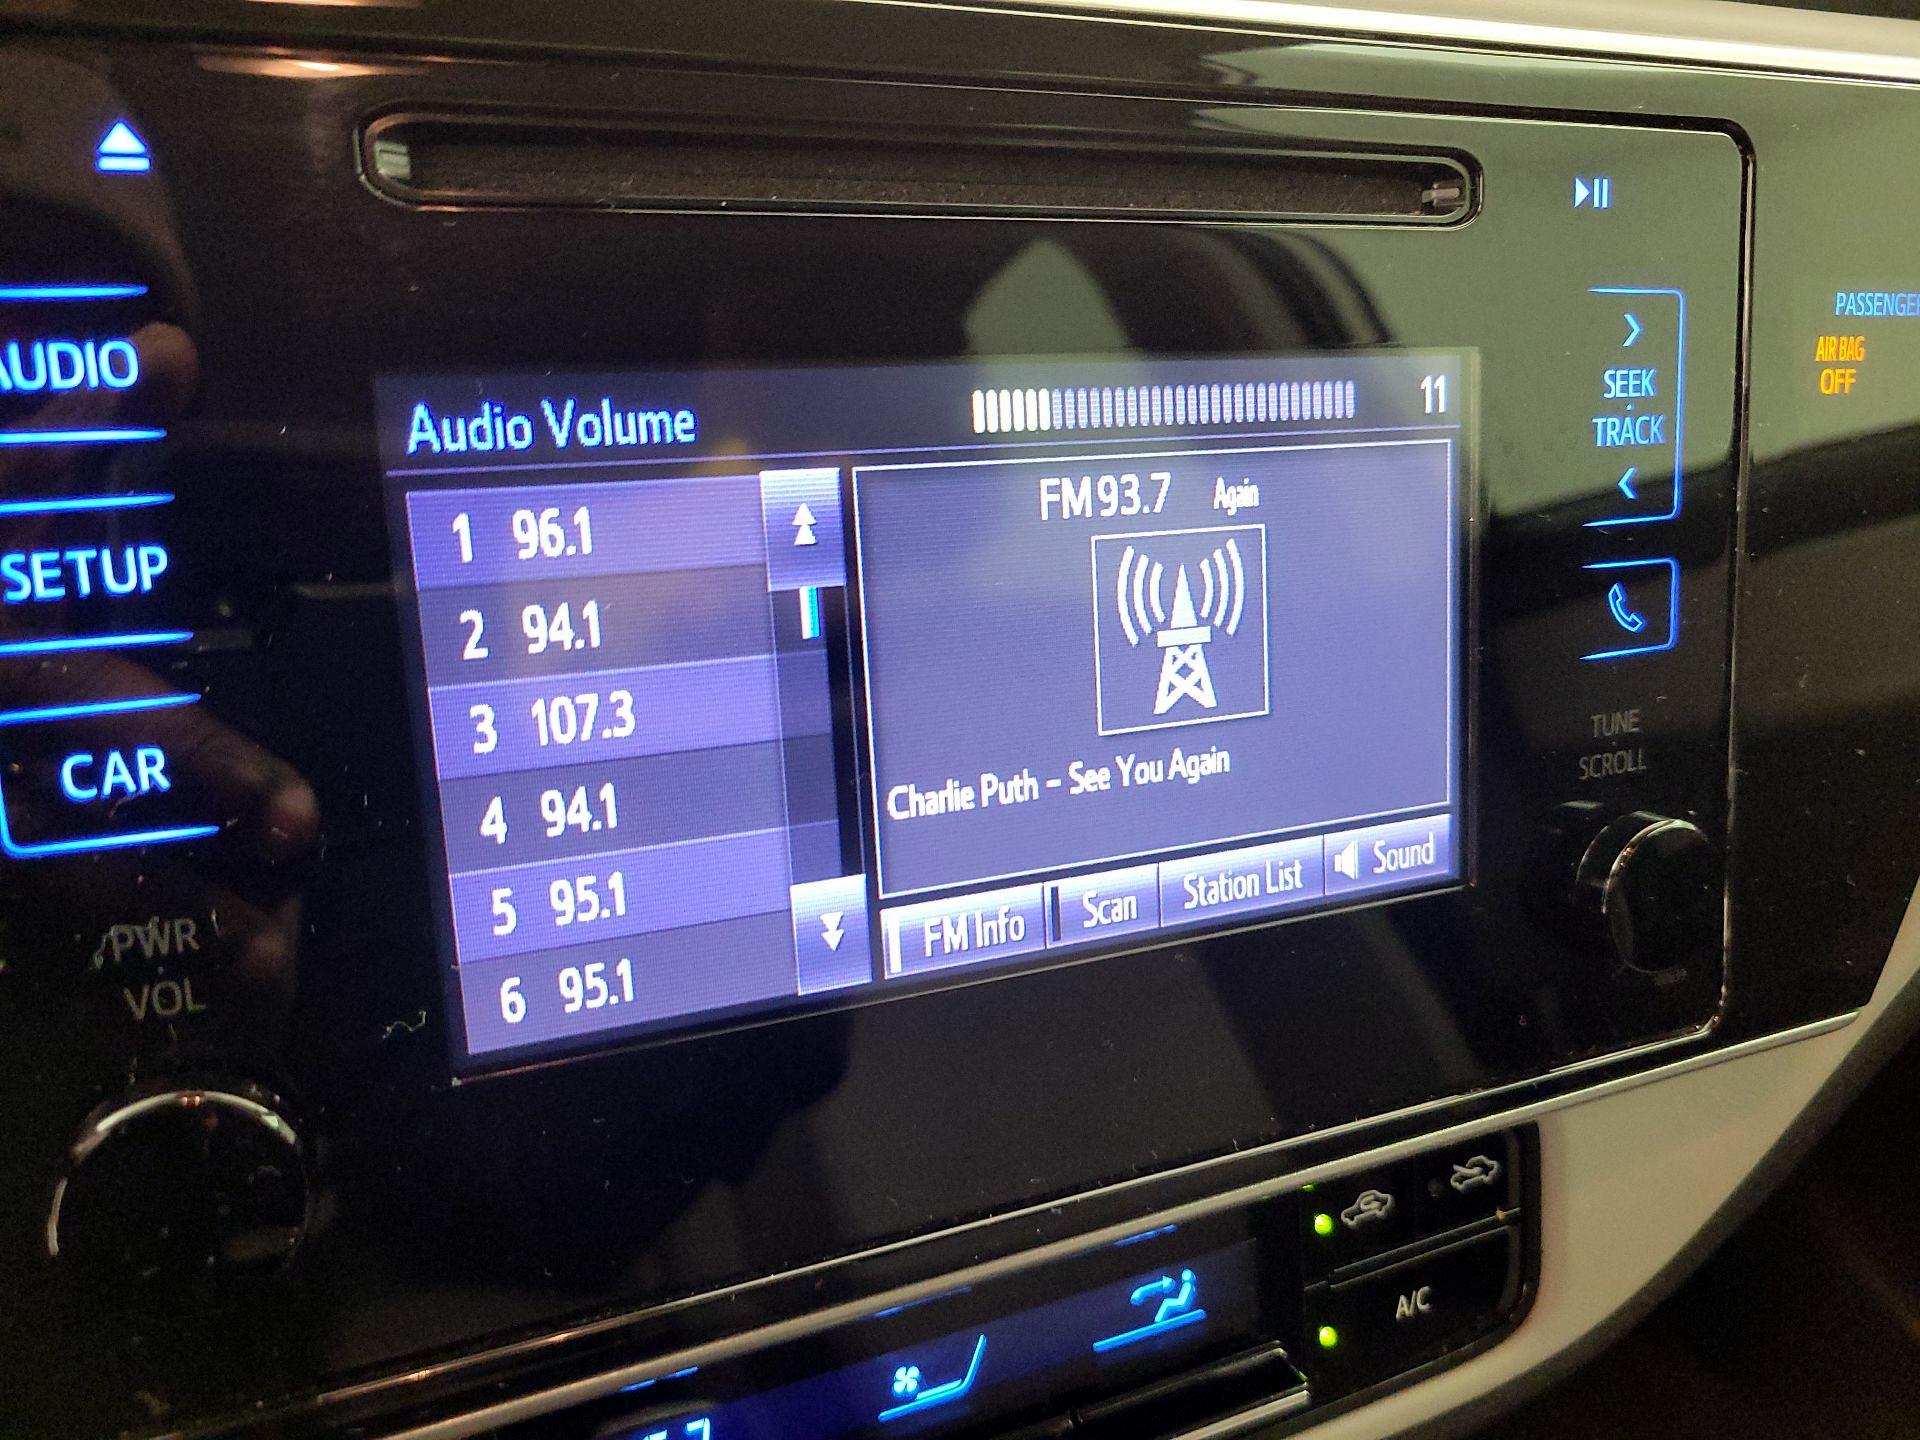 AUDIO
SETUP
CAR
PWR
VOL
Audio Volume 11
1 96.1
2 94.1
3 107.3
4 94.1
5 95.1
6 95.1
FM 93.7 Again
Charlie Puth - See You Again
FM Info Scan Station List Sound
SEEK
TRACK
TUNE
SCROLL
PASSENGER
AIR BAG
OFF
A/C